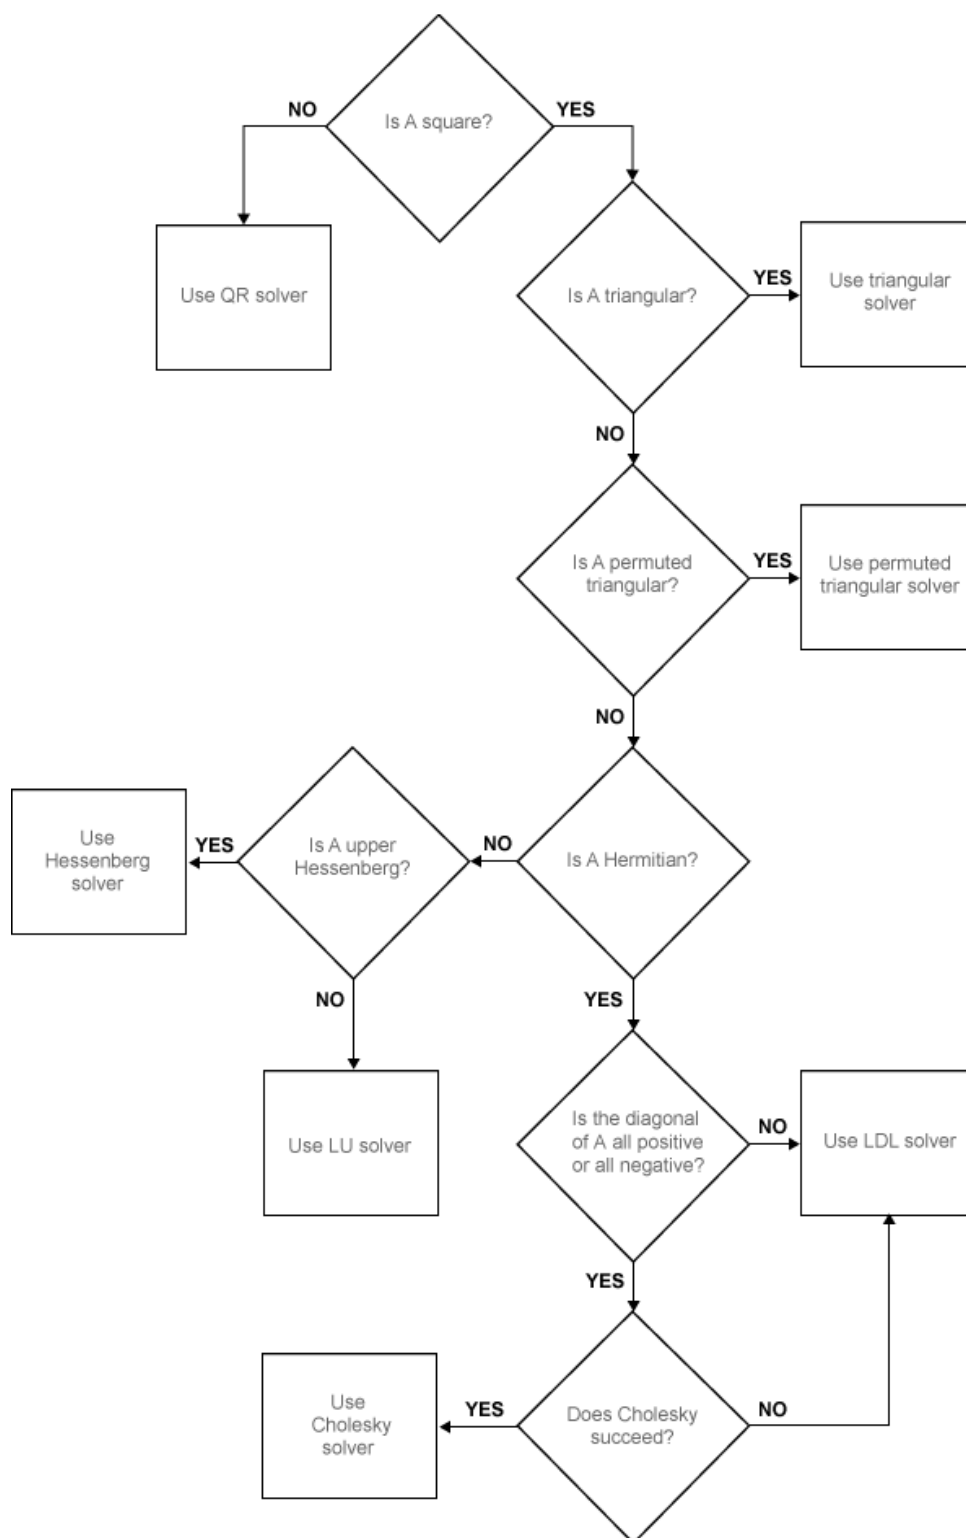 Is A square?
NO
YES
Use QR solver
Is A triangular?
YES
Use triangular
solver
NO
Is A permuted
triangular?
YES
Use permuted
triangular solver
NO
Is A Hermitian?
NO
Is A upper
Hessenberg?
YES
Use
Hessenberg
solver
NO
Use LU solver
YES
Is the diagonal
of A all positive
or all negative?
NO
Use LDL solver
YES
Does Cholesky
succeed?
YES
Use
Cholesky
solver
NO